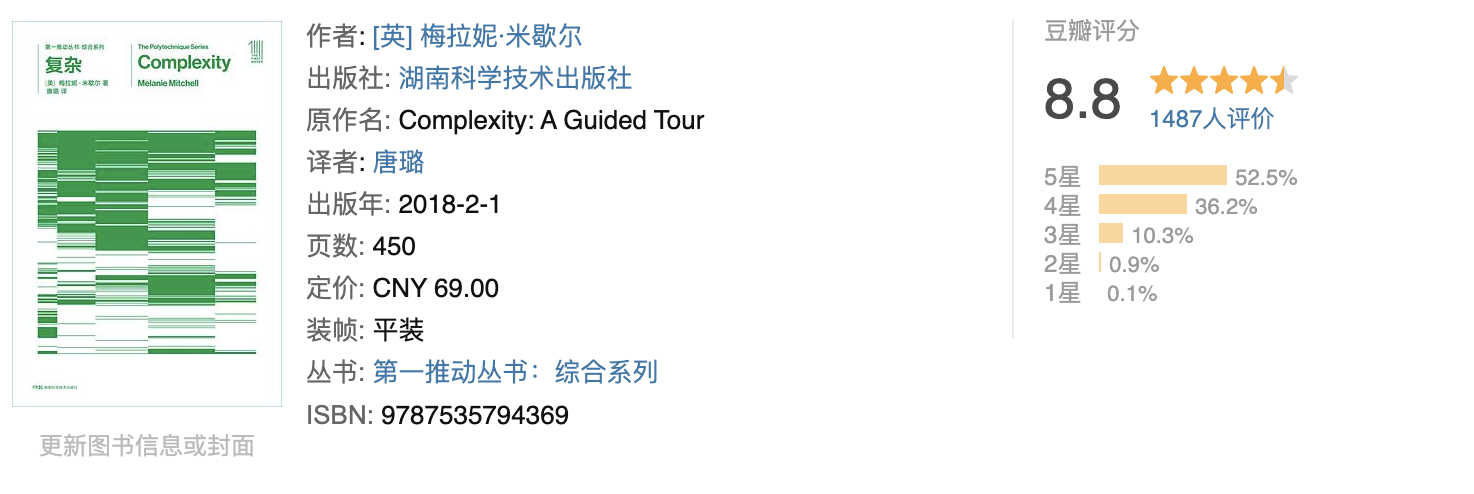 第一推动丛书·综合系列
复杂
[美] 梅拉妮·米歇尔 著
唐璐 译
The Polytechnique Series
Complexity
Melanie Mitchell
更新图书信息或封面
作者: [英] 梅拉妮·米歇尔
出版社: 湖南科学技术出版社
原作名: Complexity: A Guided Tour
译者: 唐璐
出版年: 2018-2-1
页数: 450
定价: CNY 69.00
装帧: 平装
丛书: 第一推动丛书：综合系列
ISBN: 9787535794369
豆瓣评分
8.8
1487人评价
5星 52.5%
4星 36.2%
3星 10.3%
2星 0.9%
1星 0.1%